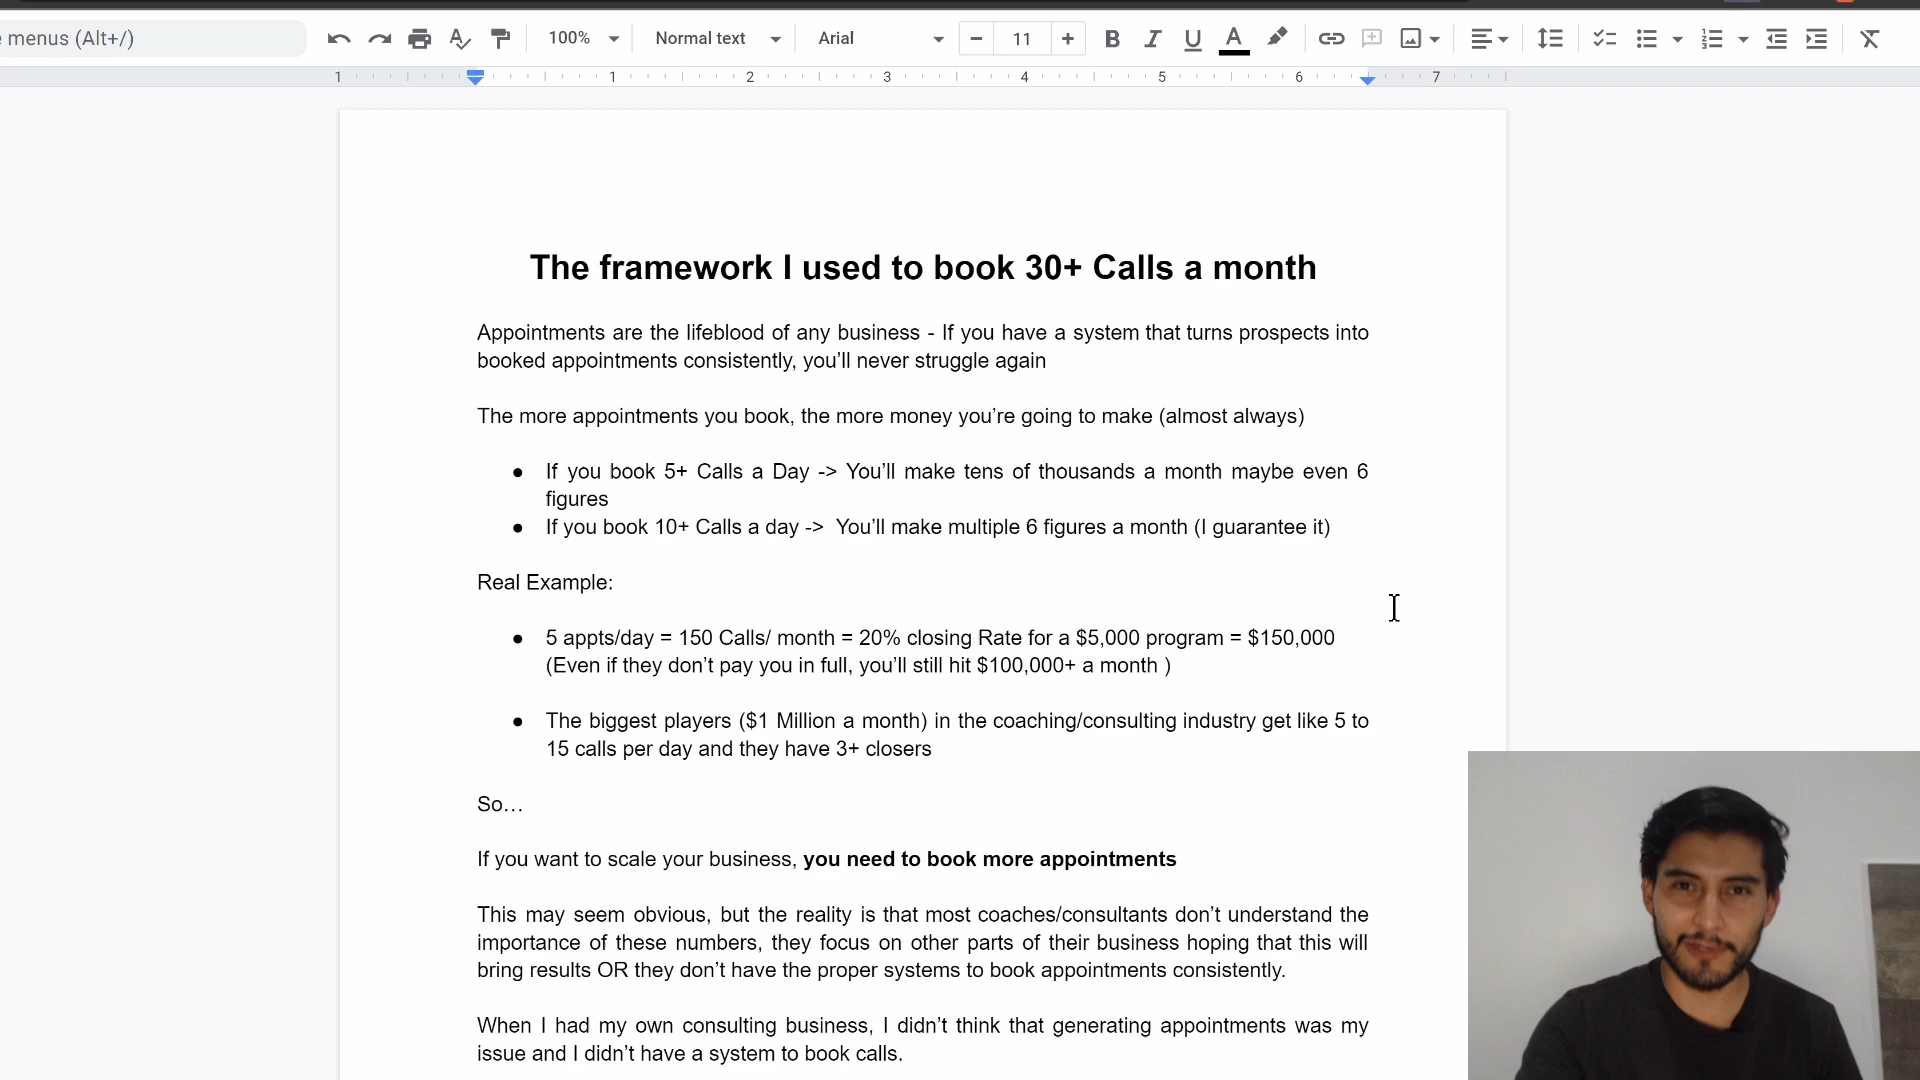 menus (Alt+/)
100%
Normal text
Arial
11
1 1 2 3 4 5 6 7
The framework I used to book 30+ Calls a month
Appointments are the lifeblood of any business - If you have a system that turns prospects into
booked appointments consistently, you’ll never struggle again
The more appointments you book, the more money you’re going to make (almost always)
● If you book 5+ Calls a Day -> You’ll make tens of thousands a month maybe even 6
figures
● If you book 10+ Calls a day -> You’ll make multiple 6 figures a month (I guarantee it)
Real Example:
● 5 appts/day = 150 Calls/ month = 20% closing Rate for a $5,000 program = $150,000
(Even if they don’t pay you in full, you’ll still hit $100,000+ a month )
● The biggest players ($1 Million a month) in the coaching/consulting industry get like 5 to
15 calls per day and they have 3+ closers
So…
If you want to scale your business, you need to book more appointments
This may seem obvious, but the reality is that most coaches/consultants don’t understand the
importance of these numbers, they focus on other parts of their business hoping that this will
bring results OR they don’t have the proper systems to book appointments consistently.
When I had my own consulting business, I didn’t think that generating appointments was my
issue and I didn’t have a system to book calls.